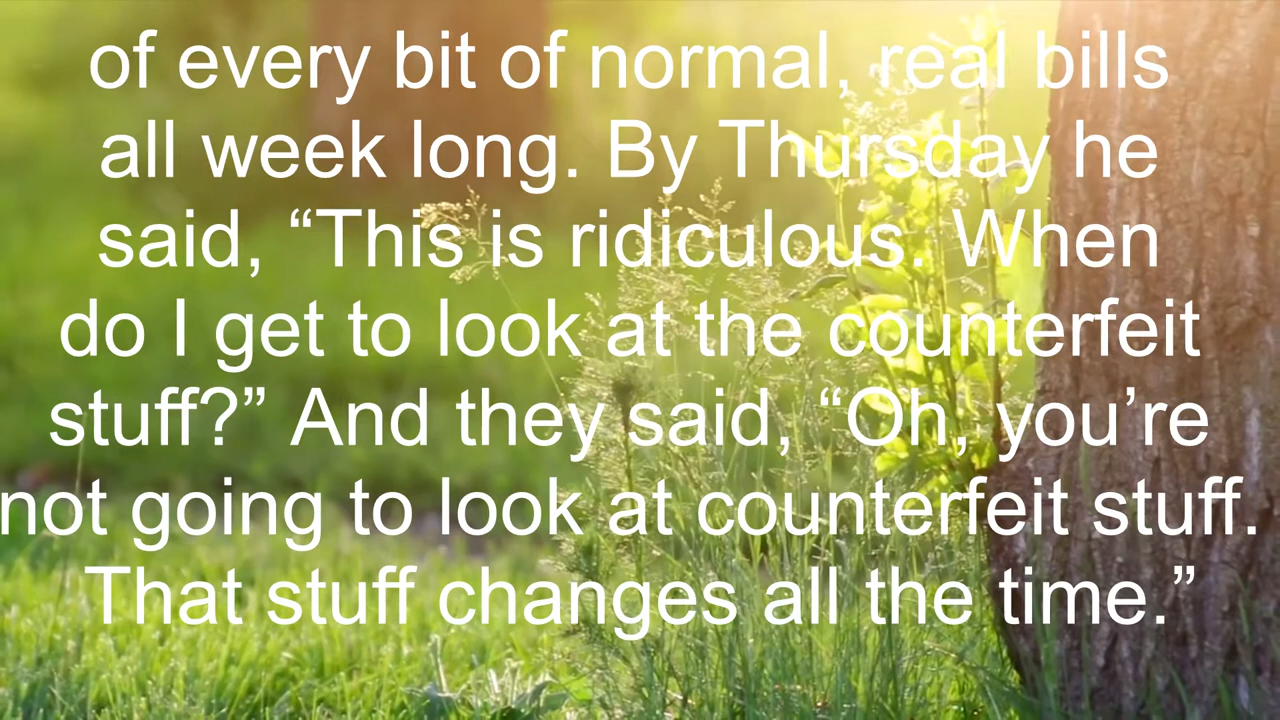 of every bit of normal, real bills
all week long. By Thursday he
said, “This is ridiculous. When
do I get to look at the counterfeit
stuff?” And they said, “Oh, you’re
not going to look at counterfeit stuff.
That stuff changes all the time.”